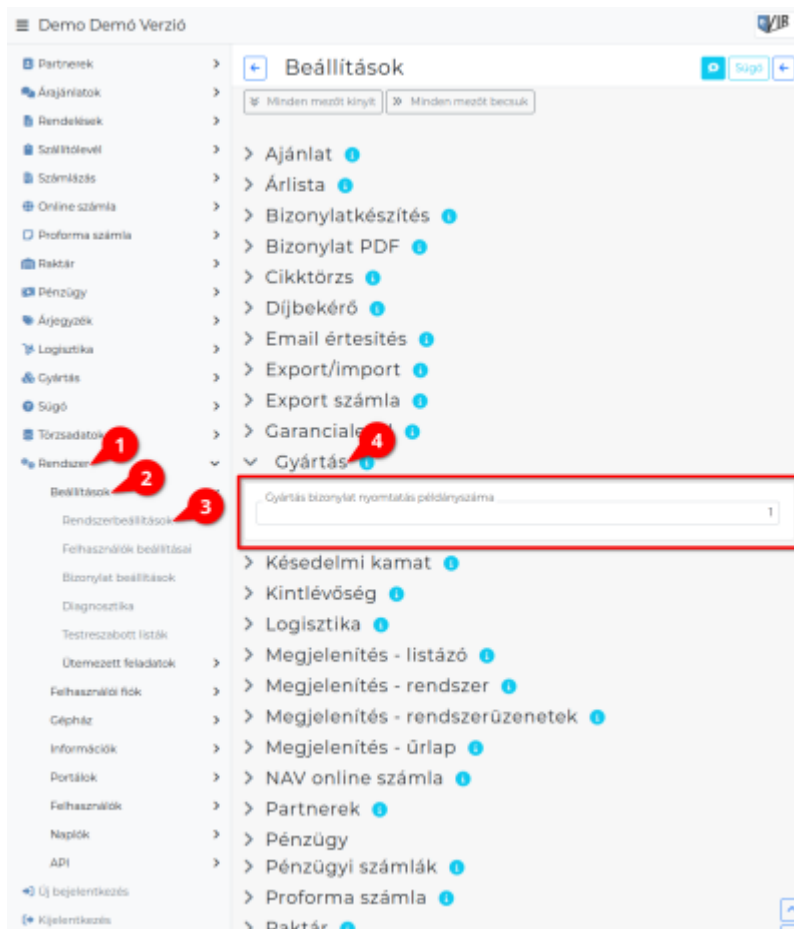 Demo Demó Verzió
VIR
Partnerek
Árajánlatok
Rendelések
Szállítólevél
Számlázás
Online számla
Proforma számla
Raktár
Pénzügy
Árjegyzék
Logisztika
Gyártás
Súgó
Törzsadatok
1
Rendszer
2
Beállítások
3
Rendszerbeállítások
Felhasználók beállításai
Bizonylat beállítások
Diagnosztika
Testreszabott listák
Ütemezett feladatok
Felhasználói fiók
Gépház
Információk
Portálok
Felhasználók
Naplók
API
Új bejelentkezés
Kijelentkezés
Beállítások
Súgó
Minden mezőt kinyit
Minden mezőt becsuk
Ajánlat
Árlista
Bizonylatkészítés
Bizonylat PDF
Cikktörzs
Díjbekérő
Email értesítés
Export/import
Export számla
4
Gyártás
Gyártás bizonylat nyomtatás példányszáma
1
Késedelmi kamat
Kintlévőség
Logisztika
Megjelenítés - listázó
Megjelenítés - rendszer
Megjelenítés - rendszerüzenetek
Megjelenítés - űrlap
NAV online számla
Partnerek
Pénzügy
Pénzügyi számlák
Proforma számla
Raktár